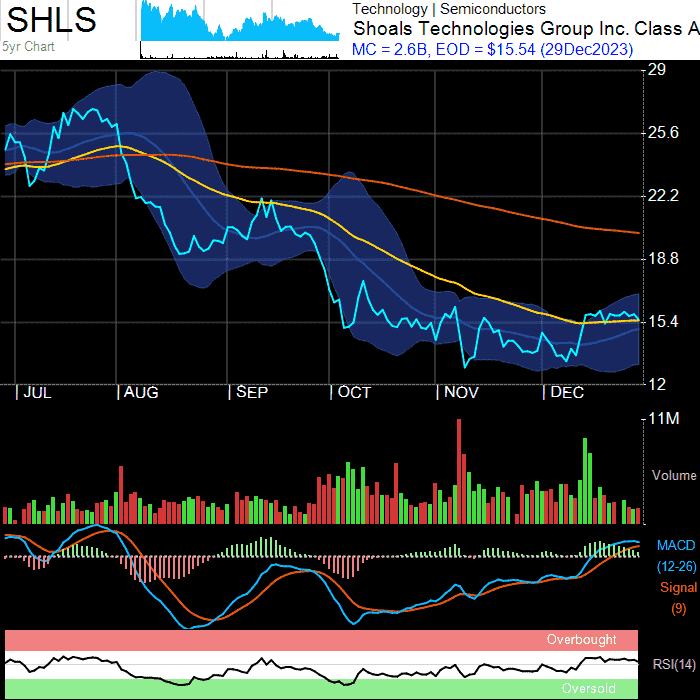 SHLS
5yr Chart
Technology | Semiconductors
Shoals Technologies Group Inc. Class A
MC = 2.6B, EOD = $15.54 (29Dec2023)
29
25.6
22.2
18.8
15.4
12
JUL AUG SEP OCT NOV DEC
11M
Volume
MACD
(12-26)
Signal
(9)
Overbought
RSI(14)
Oversold